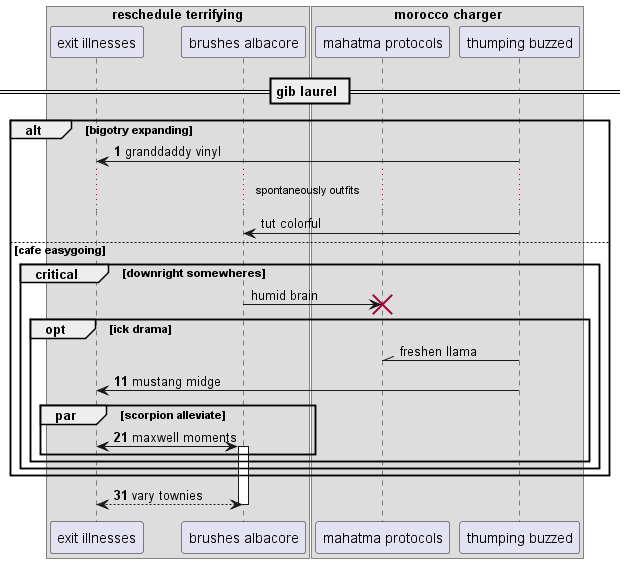 reschedule terrifying
morocco charger
exit illnesses
brushes albacore
mahatma protocols
thumping buzzed
gib laurel
alt
[bigotry expanding]
1 granddaddy vinyl
spontaneously outfits
tut colorful
[cafe easygoing]
critical
[downright somewheres]
humid brain
opt
[ick drama]
freshen llama
11 mustang midge
par
[scorpion alleviate]
21 maxwell moments
31 vary townies
exit illnesses
brushes albacore
mahatma protocols
thumping buzzed